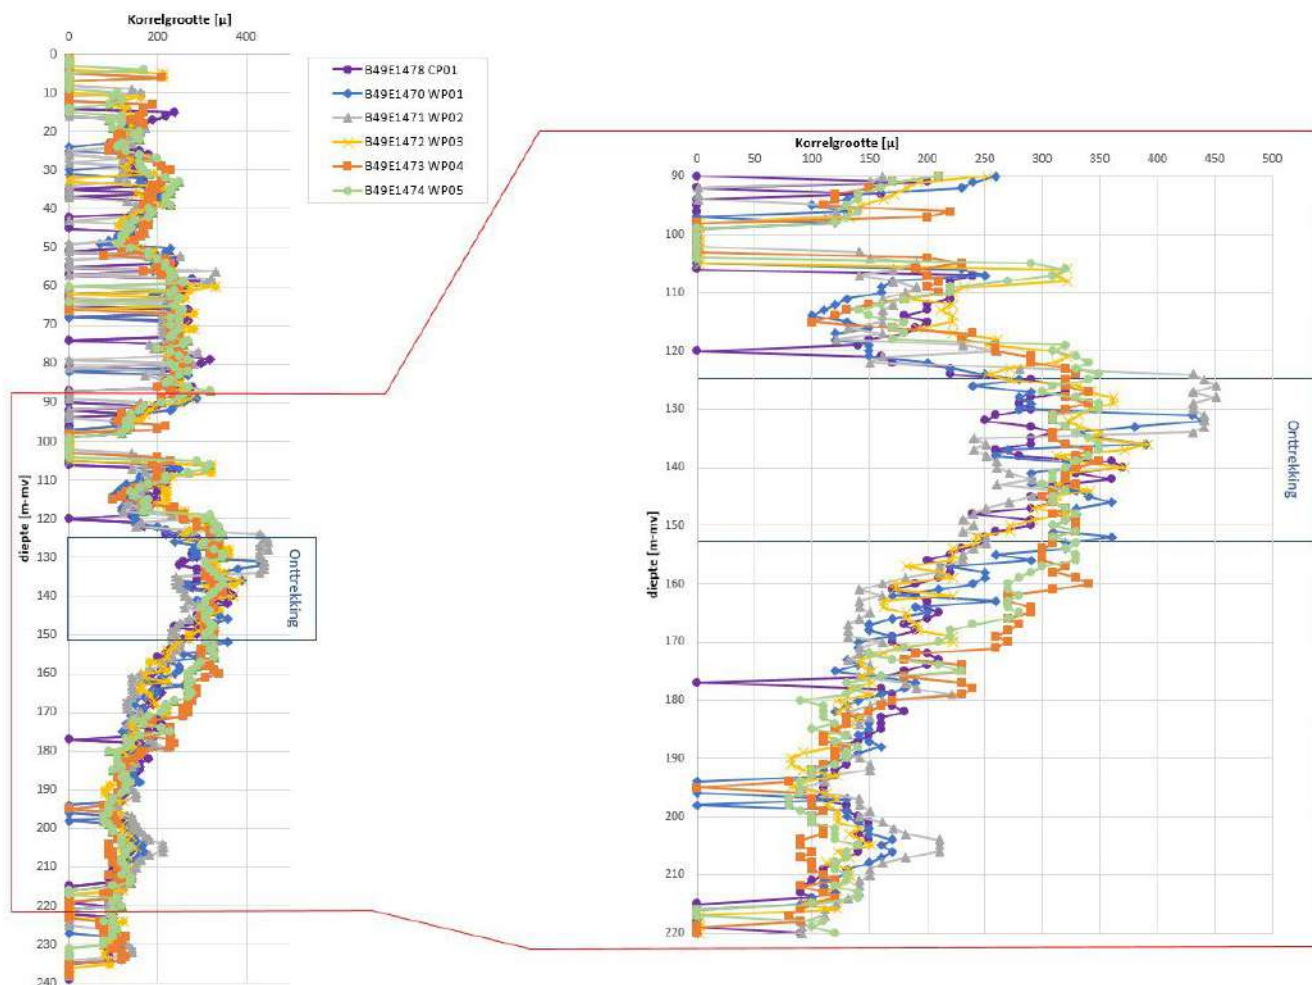 Korrelgrootte [µ]
0 200 400
0
10
20
30
40
50
60
70
80
90
100
110
120
130
140
150
160
170
180
190
200
210
220
230
240
diepte [m-mv]
Onttrekking
B49E1478 CP01
B49E1470 WP01
B49E1471 WP02
B49E1472 WP03
B49E1473 WP04
B49E1474 WP05
Korrelgrootte [µ]
0 50 100 150 200 250 300 350 400 450 500
90
100
110
120
130
140
150
160
170
180
190
200
210
220
diepte [m-mv]
Onttrekking